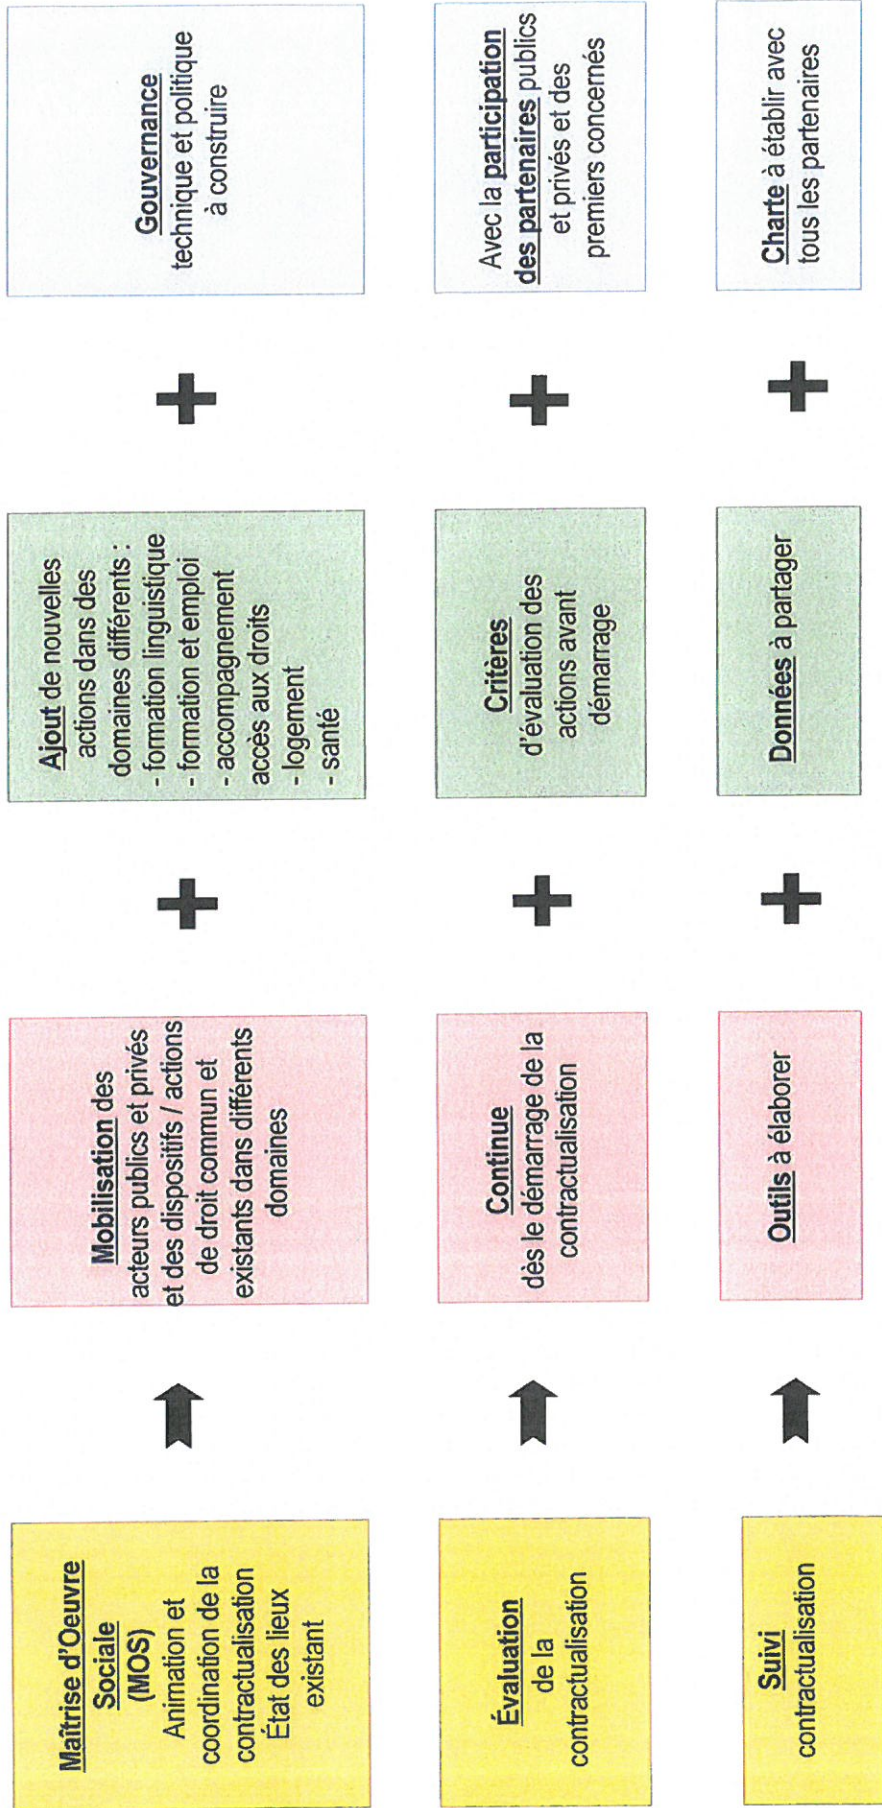 Maîtrise d'Oeuvre
Sociale
(MOS)
Animation et
coordination de la
contractualisation
État des lieux
existant
Mobilisation des
acteurs publics et privés
et des dispositifs / actions
de droit commun et
existants dans différents
domaines
Ajout de nouvelles
actions dans des
domaines différents :
- formation linguistique
- formation et emploi
- accompagnement
accès aux droits
- logement
- santé
Gouvernance
technique et politique
à construire
Évaluation
de la
contractualisation
Continue
dès le démarrage de la
contractualisation
Critères
d'évaluation des
actions avant
démarrage
Avec la participation
des partenaires publics
et privés et des
premiers concernés
Suivi
contractualisation
Outils à élaborer
Données à partager
Charte à établir avec
tous les partenaires